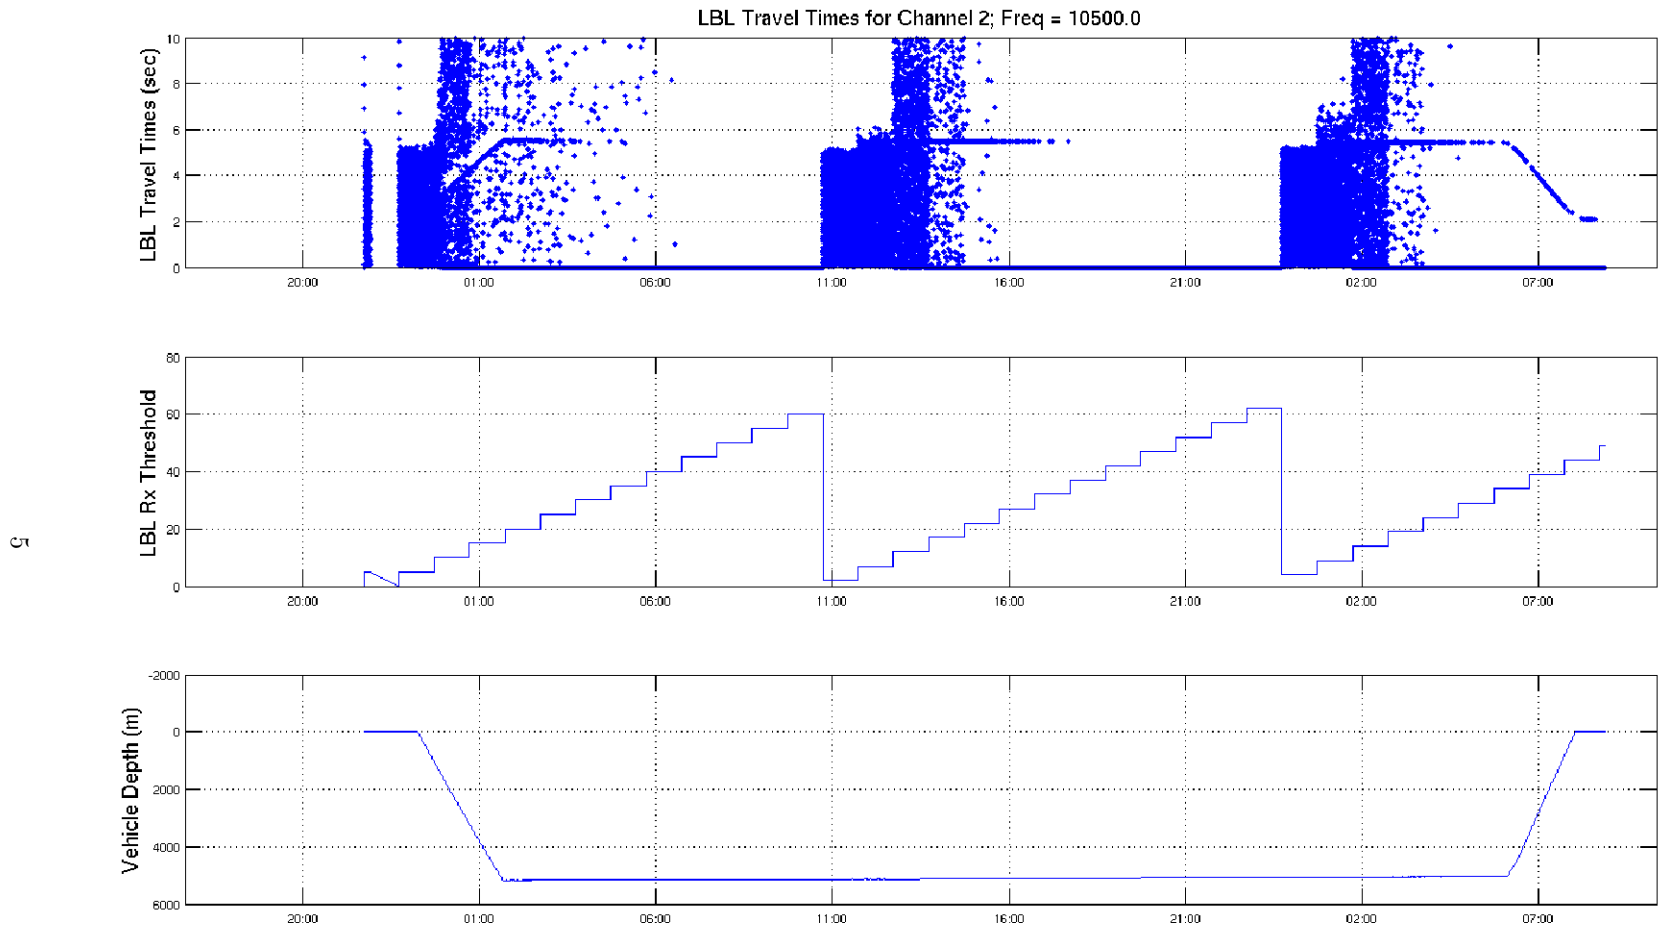 LBL Travel Times for Channel 2; Freq = 10500.0
LBL Travel Times (sec)
10
8
6
4
2
0
20:00 01:00 06:00 11:00 16:00 21:00 02:00 07:00
LBL Rx Threshold
80
60
40
20
0
20:00 01:00 06:00 11:00 16:00 21:00 02:00 07:00
5
Vehicle Depth (m)
-2000
0
2000
4000
6000
20:00 01:00 06:00 11:00 16:00 21:00 02:00 07:00